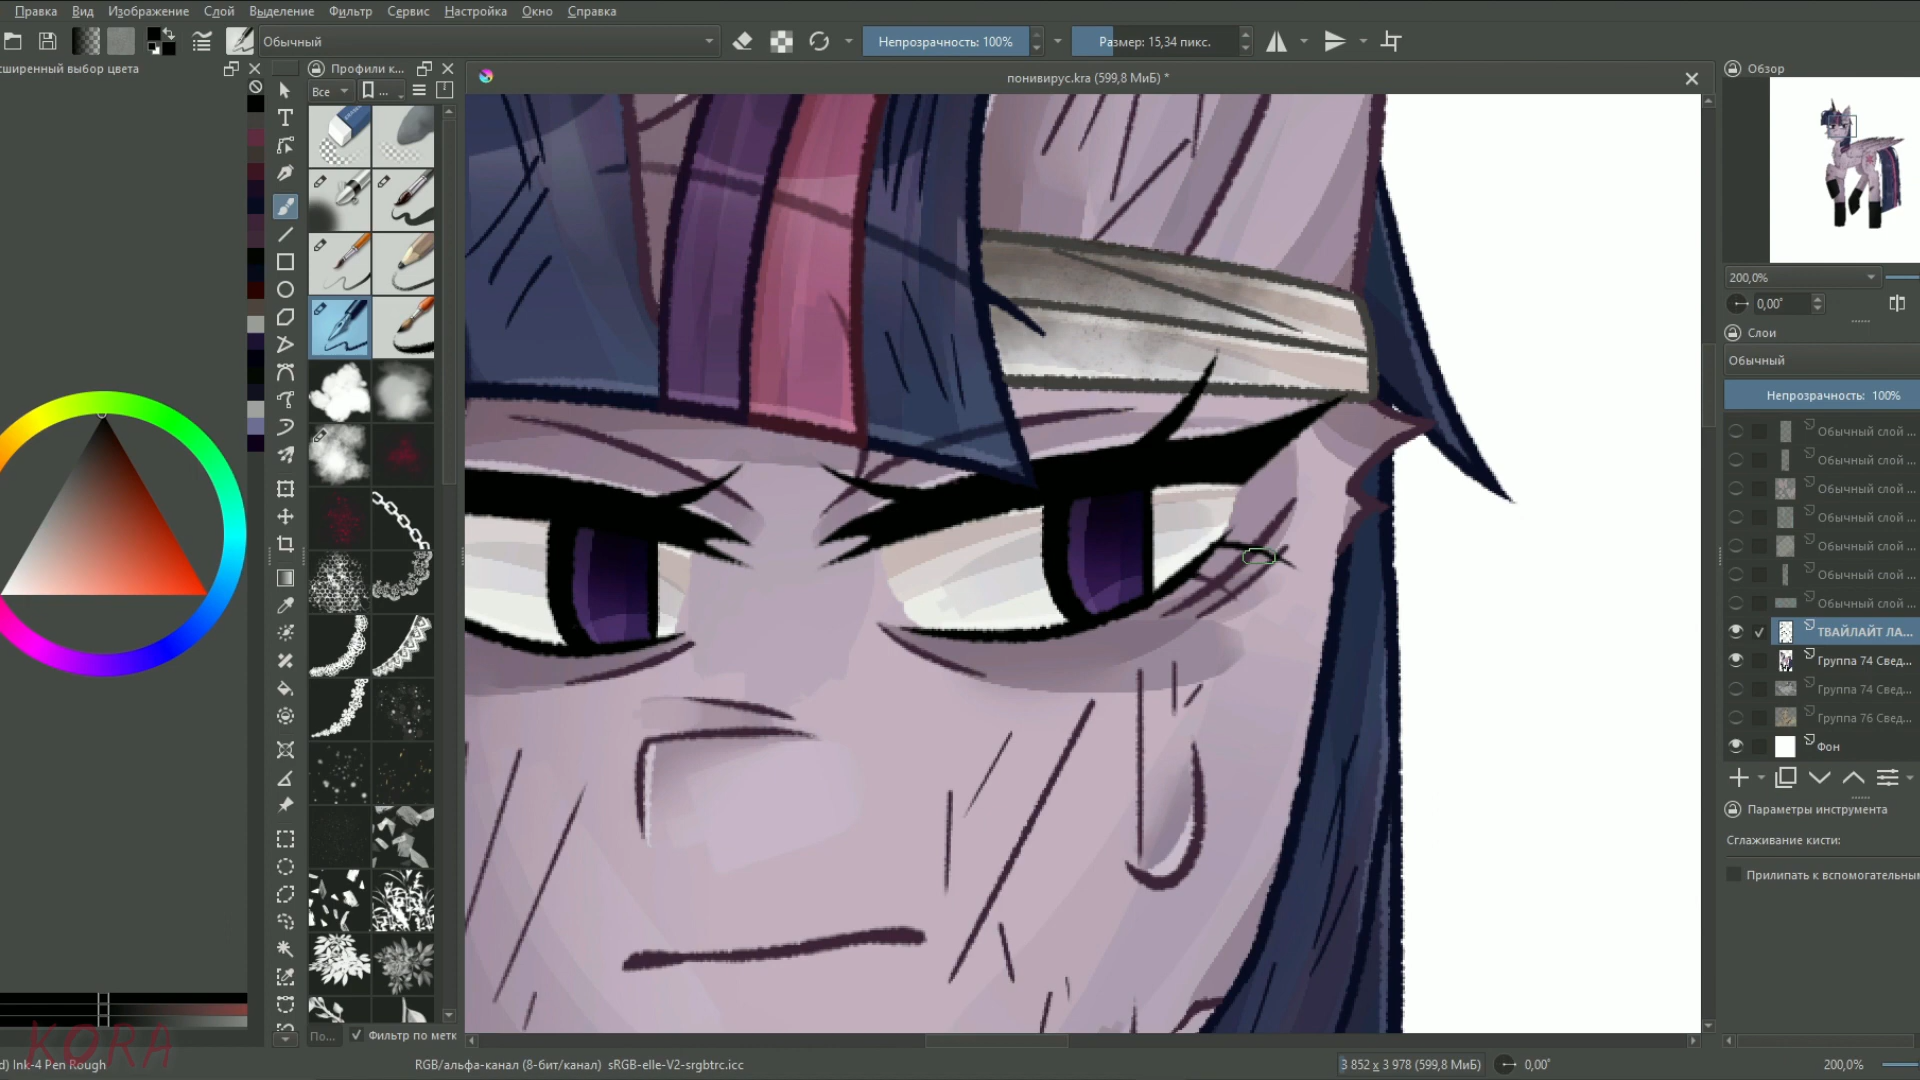 Правка Вид Изображение Слой Выделение Фильтр Сервис Настройка Окно Справка
Обычный
Непрозрачность: 100%
Размер: 15,34 пикс.
сширенный выбор цвета
Профили к...
понивирус.kra (599,8 МиБ) *
Обзор
Все
...
200,0%
0,00°
Слои
Обычный
Непрозрачность: 100%
Обычный слой ...
Обычный слой ...
Обычный слой ...
Обычный слой ...
Обычный слой ...
Обычный слой ...
Обычный слой ...
ТВАЙЛАЙТ ЛА...
Группа 74 Свед...
Группа 74 Свед...
Группа 76 Свед...
Фон
Параметры инструмента
Сглаживание кисти:
Прилипать к вспомогательным
По...
Фильтр по метк
KORA
d) Ink-4 Pen Rough
RGB/альфа-канал (8-бит/канал) sRGB-elle-V2-srgbtrc.icc
3 852 x 3 978 (599,8 МиБ)
0,00°
200,0%